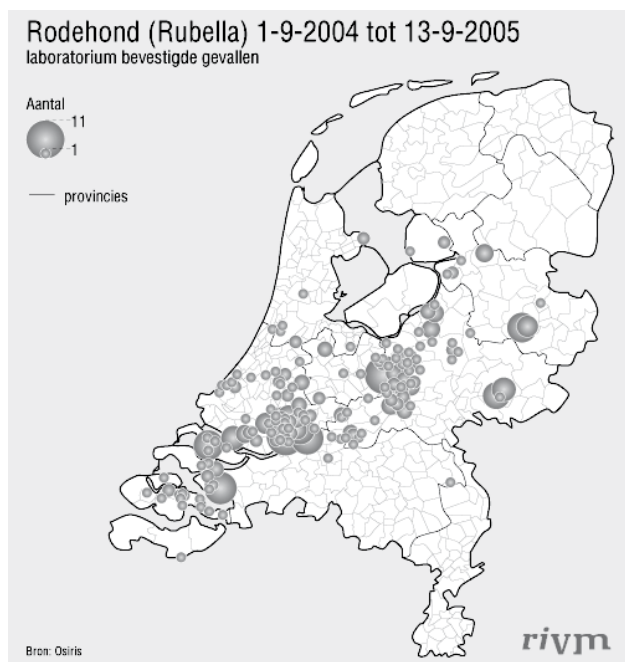 Rodehond (Rubella) 1-9-2004 tot 13-9-2005
laboratorium bevestigde gevallen
Aantal
11
1
provincies
Bron: Osiris
rivm